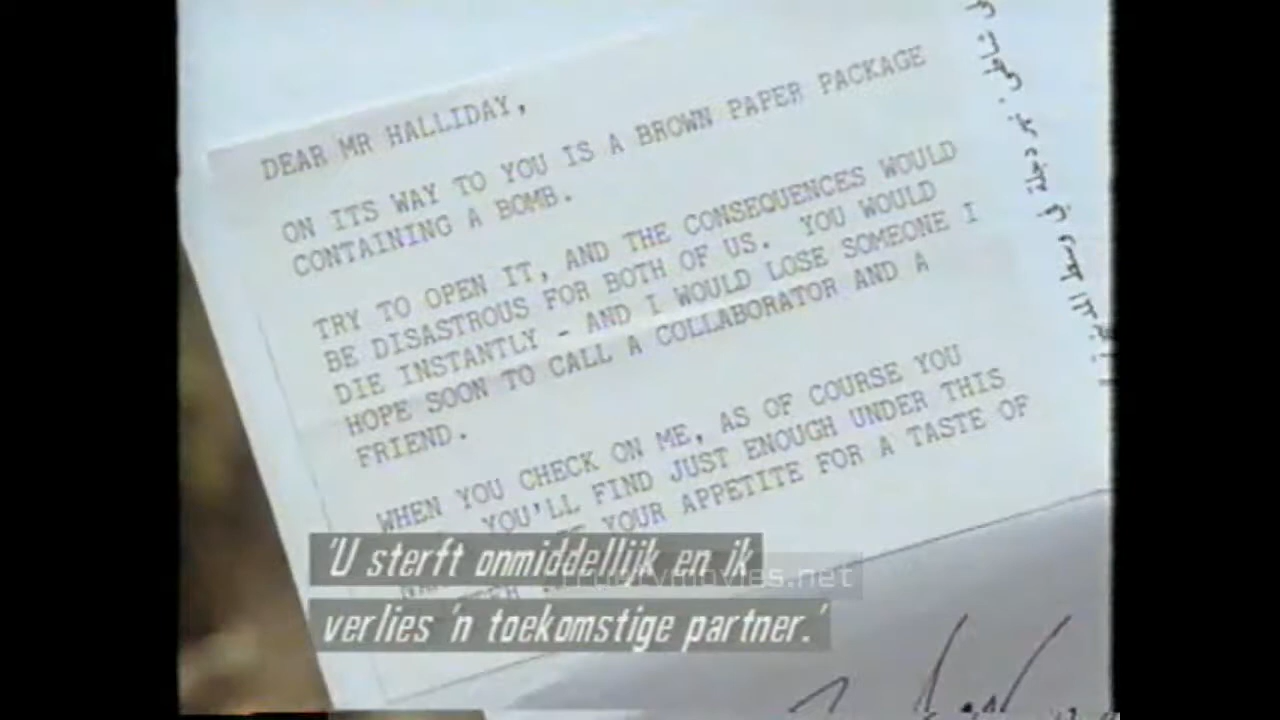 DEAR MR HALLIDAY,
ON ITS WAY TO YOU IS A BROWN PAPER PACKAGE
CONTAINING A BOMB.
TRY TO OPEN IT, AND THE CONSEQUENCES WOULD
BE DISASTROUS FOR BOTH OF US. YOU WOULD
DIE INSTANTLY - AND I WOULD LOSE SOMEONE I
HOPE SOON TO CALL A COLLABORATOR AND A
FRIEND.
WHEN YOU CHECK ON ME, AS OF COURSE YOU
YOU'LL FIND JUST ENOUGH UNDER THIS
YOUR APPETITE FOR A TASTE OF
'U sterft onmiddellijk en ik
verlies 'n toekomstige partner.'